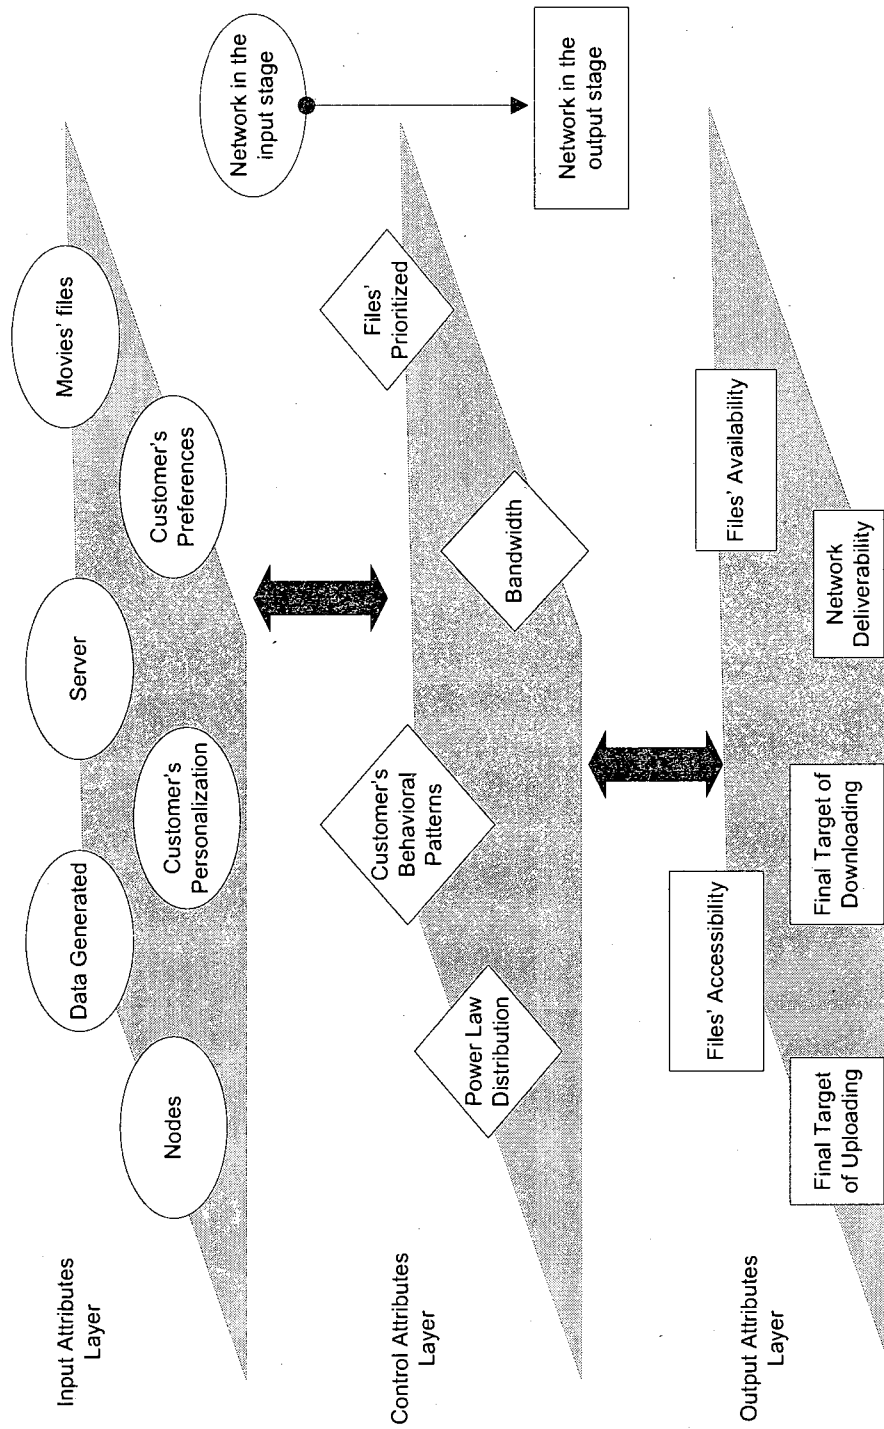 Input Attributes
Layer
Nodes
Data Generated
Customer's
Personalization
Server
Customer's
Preferences
Movies' files
Network in the
input stage
Control Attributes
Layer
Power Law
Distribution
Customer's
Behavioral
Patterns
Bandwidth
Files'
Prioritized
Network in the
output stage
Output Attributes
Layer
Final Target
of Uploading
Files' Accessibility
Final Target of
Downloading
Network
Deliverability
Files' Availability